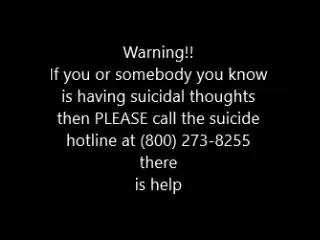 Warning!!
If you or somebody you know
is having suicidal thoughts
then PLEASE call the suicide
hotline at (800) 273-8255
there
is help